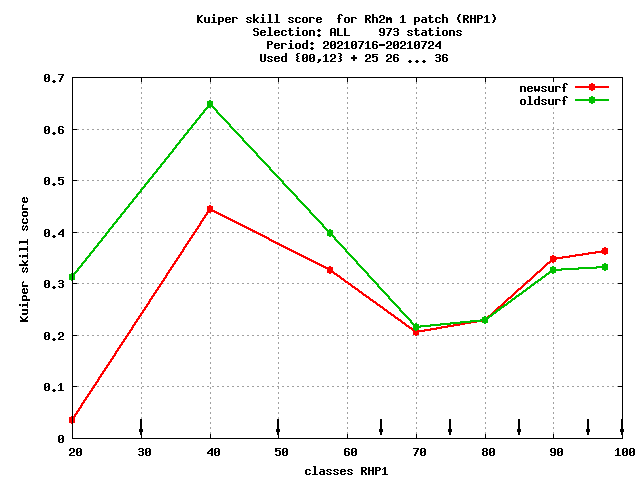 Kuiper skill score  for Rh2m 1 patch (RHP1)
Selection: ALL    973 stations
Period: 20210716-20210724
Used {00,12} + 25 26 ... 36
newsurf
oldsurf
0.7
0.6
0.5
0.4
0.3
0.2
0.1
0
Kuiper skill score
20 30 40 50 60 70 80 90 100
classes RHP1